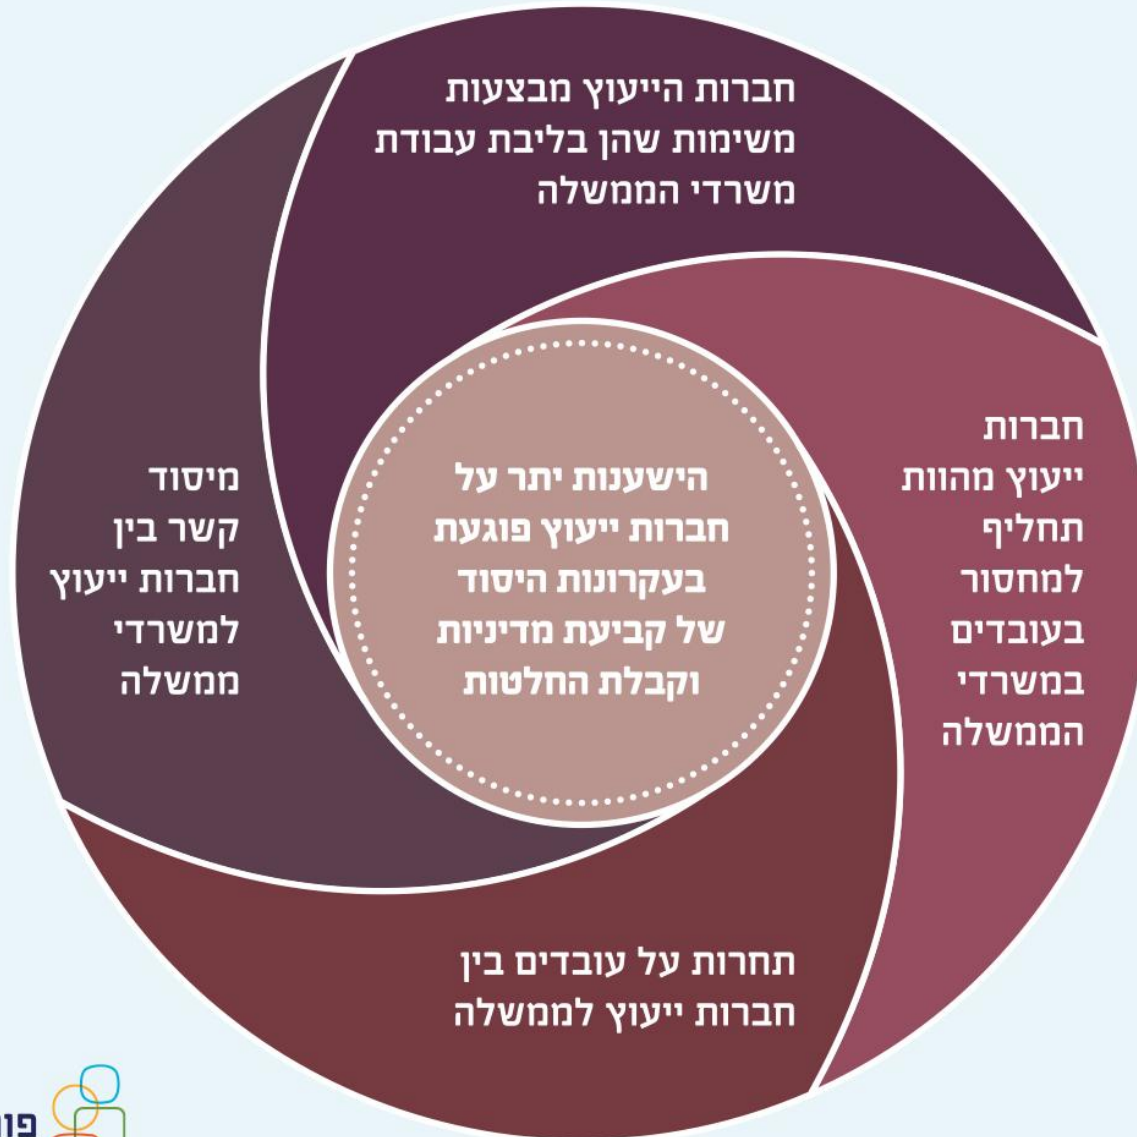 חברות הייעוץ מבצעות
משימות שהן בליבת עבודת
משרדי הממשלה
חברות
ייעוץ מהוות
תחליף
למחסור
בעובדים
במשרדי
הממשלה
תחרות על עובדים בין
חברות ייעוץ לממשלה
מיסוד
קשר בין
חברות ייעוץ
למשרדי
ממשלה
הישענות יתר על
חברות ייעוץ פוגעת
בעקרונות היסוד
של קביעת מדיניות
וקבלת החלטות